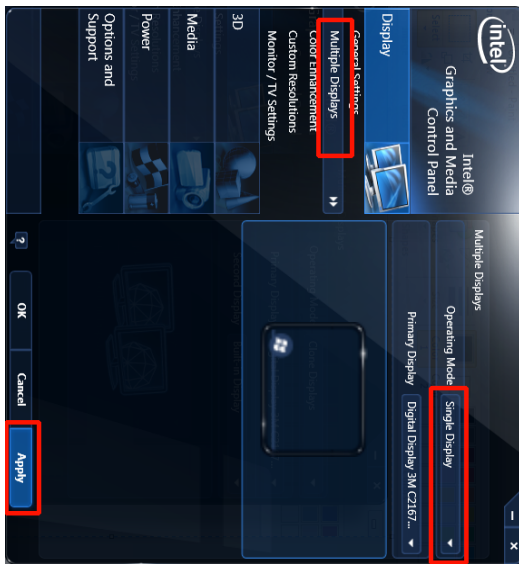 intel
Intel®
Graphics and Media
Control Panel
Display
General Settings
Multiple Displays
Color Enhancement
Custom Resolutions
Monitor / TV Settings
3D
Media
Power
Options and
Support
Multiple Displays
Operating Mode
Single Display
Primary Display
Digital Display 3M C2167...
?
OK
Cancel
Apply